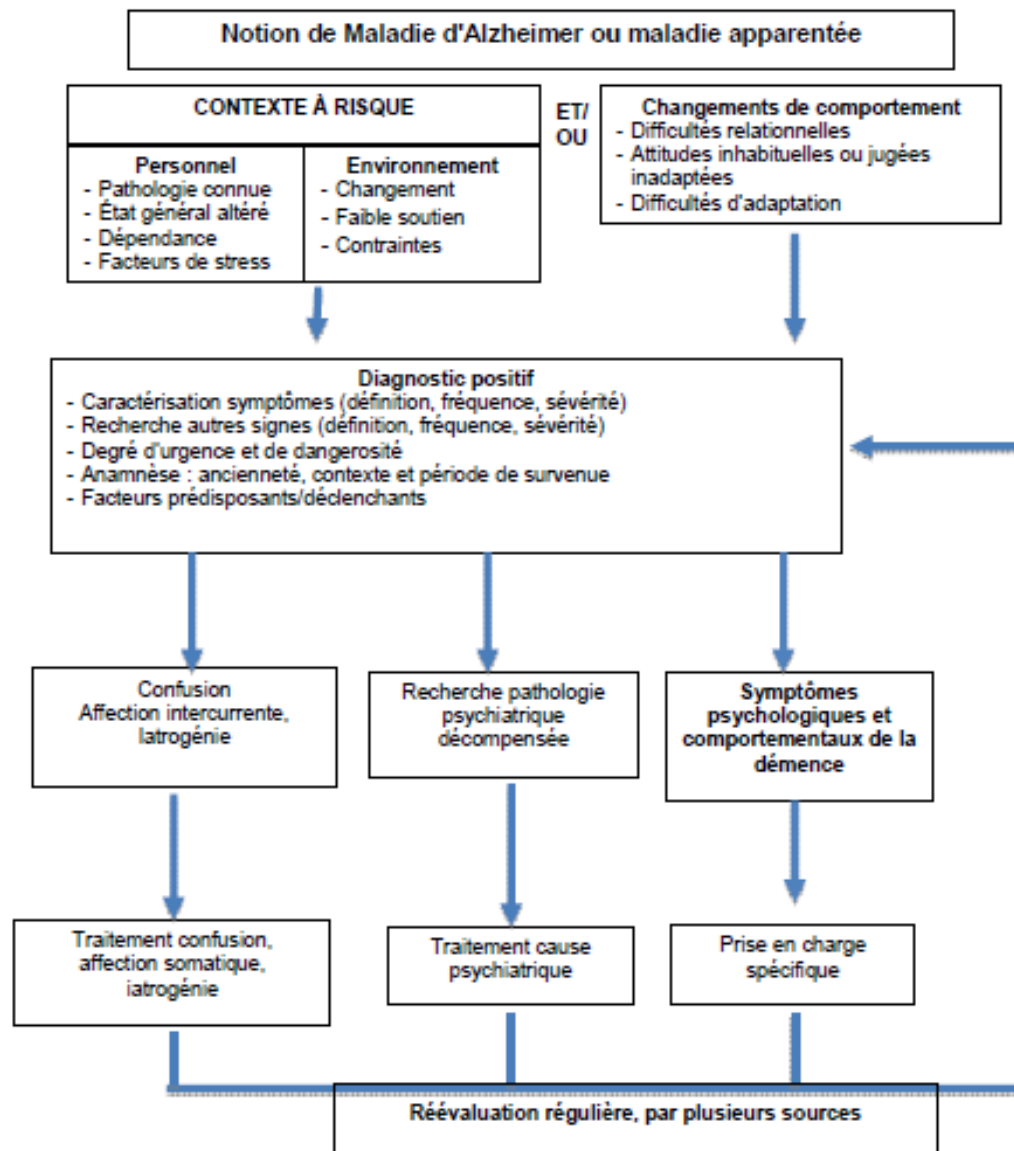 Notion de Maladie d'Alzheimer ou maladie apparentée
CONTEXTE À RISQUE
Personnel
- Pathologie connue
- État général altéré
- Dépendance
- Facteurs de stress
Environnement
- Changement
- Faible soutien
- Contraintes
ET/
OU
Changements de comportement
- Difficultés relationnelles
- Attitudes inhabituelles ou jugées
inadaptées
- Difficultés d'adaptation
Diagnostic positif
- Caractérisation symptômes (définition, fréquence, sévérité)
- Recherche autres signes (définition, fréquence, sévérité)
- Degré d'urgence et de dangerosité
- Anamnèse : ancienneté, contexte et période de survenue
- Facteurs prédisposants/déclenchants
Confusion
Affection intercurrente,
Iatrogénie
Recherche pathologie
psychiatrique
décompensée
Symptômes
psychologiques et
comportementaux de la
démence
Traitement confusion,
affection somatique,
iatrogénie
Traitement cause
psychiatrique
Prise en charge
spécifique
Réévaluation régulière, par plusieurs sources